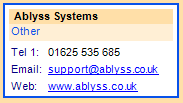 Ablyss Systems
Other
Tel 1: 01625 535 685
Email: support@ablyss.co.uk
Web: www.ablyss.co.uk